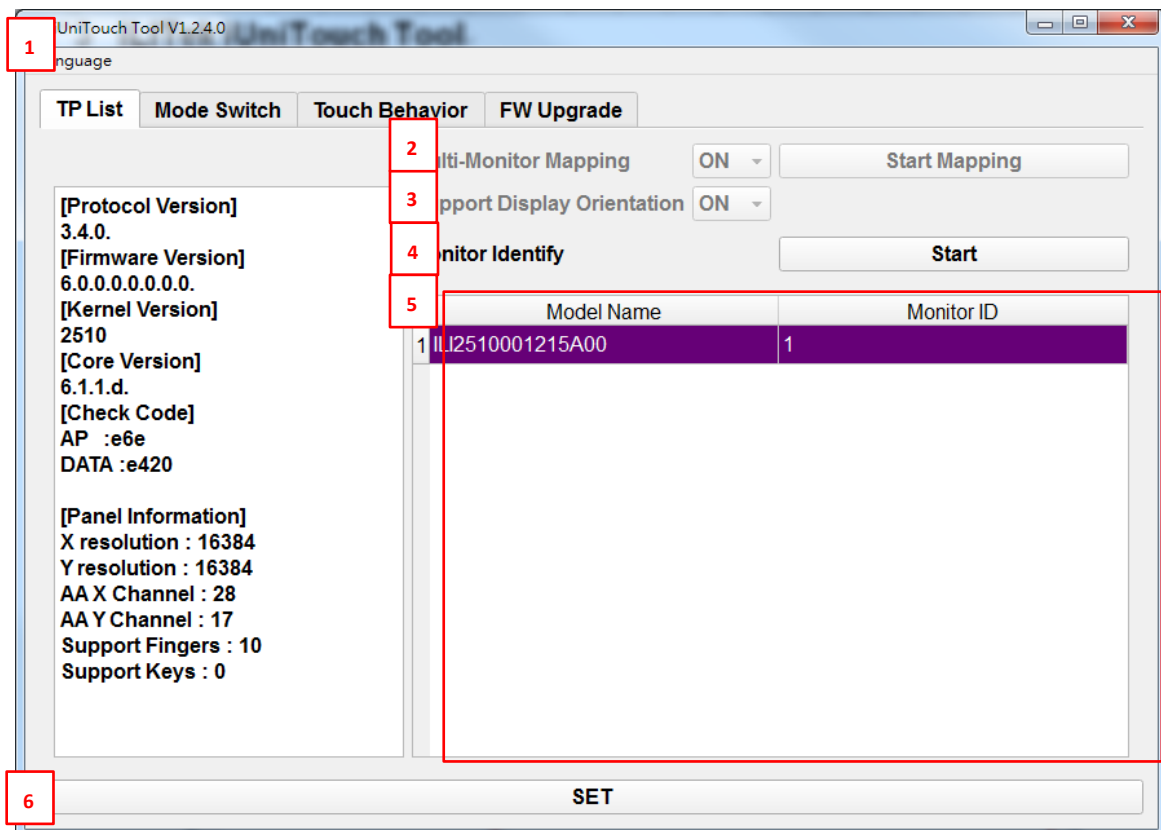 1
UniTouch Tool V1.2.4.0
nguage
TP List Mode Switch Touch Behavior FW Upgrade
2 ulti-Monitor Mapping ON Start Mapping
3 pport Display Orientation ON
4 onitor Identify Start
5 Model Name Monitor ID
1 ILI2510001215A00 1
[Protocol Version]
3.4.0.
[Firmware Version]
6.0.0.0.0.0.0.
[Kernel Version]
2510
[Core Version]
6.1.1.d.
[Check Code]
AP :e6e
DATA :e420
[Panel Information]
X resolution : 16384
Y resolution : 16384
AA X Channel : 28
AA Y Channel : 17
Support Fingers : 10
Support Keys : 0
6 SET